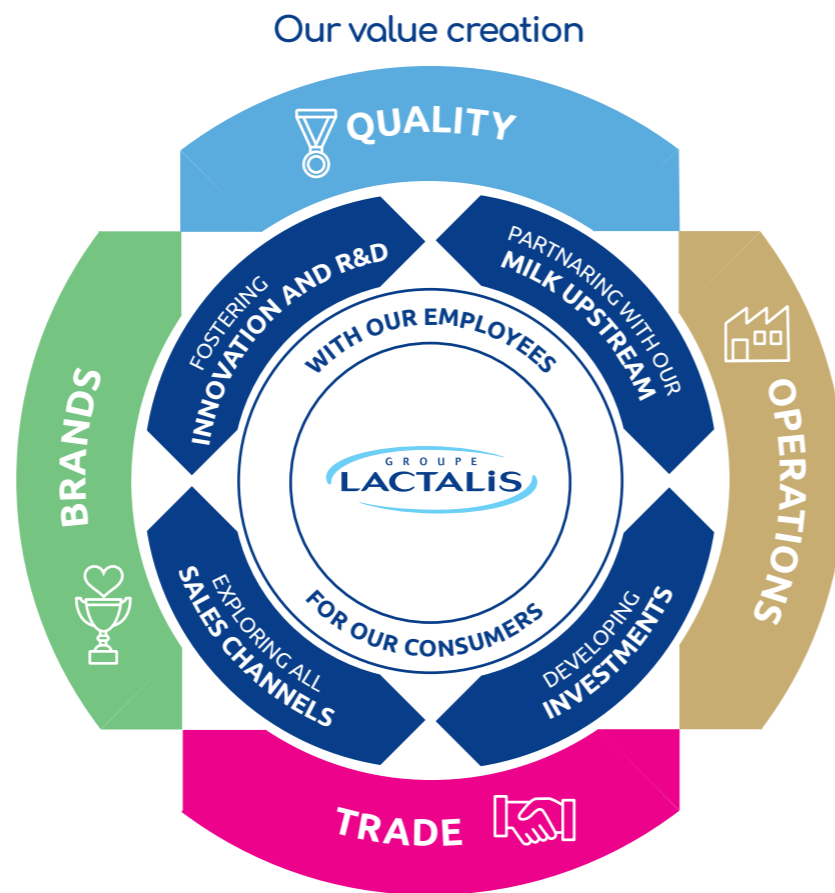 Our value creation
QUALITY
FOSTERING
INNOVATION AND R&D
PARTNARING WITH OUR
MILK UPSTREAM
WITH OUR EMPLOYEES
BRANDS
OPERATIONS
GROUPE
LACTALiS
EXPLORING ALL
SALES CHANNELS
FOR OUR CONSUMERS
DEVELOPING
INVESTMENTS
TRADE